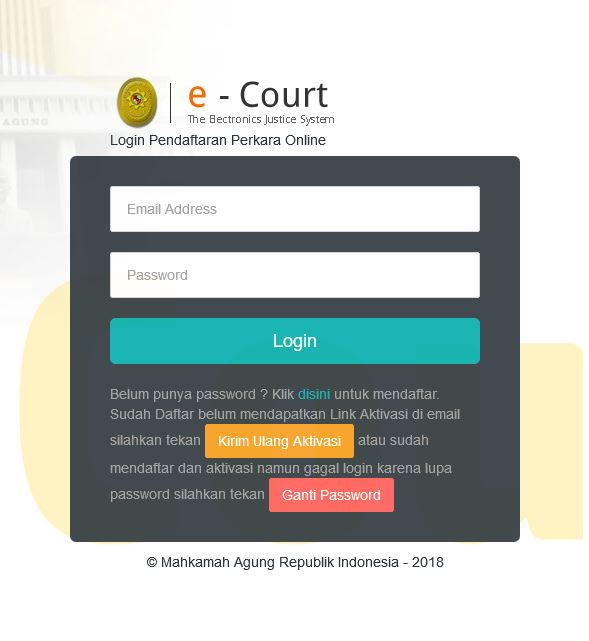 AGUNG
e - Court
The Electronics Justice System
Login Pendaftaran Perkara Online
Email Address
Password
Login
Belum punya password ? Klik disini untuk mendaftar.
Sudah Daftar belum mendapatkan Link Aktivasi di email
silahkan tekan Kirim Ulang Aktivasi atau sudah
mendaftar dan aktivasi namun gagal login karena lupa
password silahkan tekan Ganti Password
© Mahkamah Agung Republik Indonesia - 2018